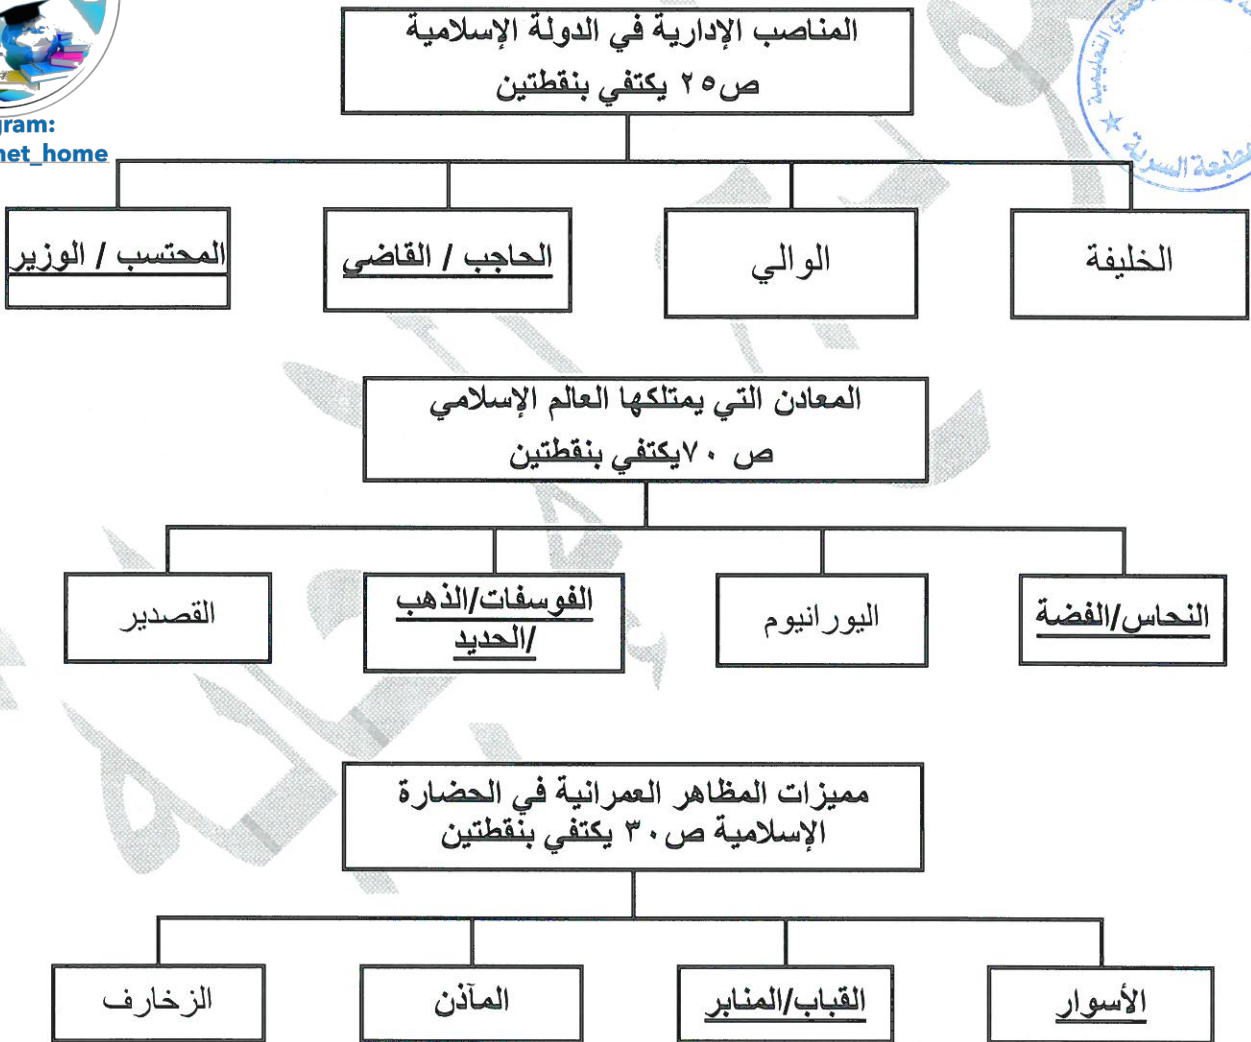 المناصب الإدارية في الدولة الإسلامية
ص٢٥ يكتفي بنقطتين
gram:
net_home
الخليفة
الوالي
الحاجب / القاضي
المحتسب / الوزير
المعادن التي يمتلكها العالم الإسلامي
ص ٧٠يكتفي بنقطتين
النحاس/الفضة
اليورانيوم
الفوسفات/الذهب
/الحديد
القصدير
مميزات المظاهر العمرانية في الحضارة
الإسلامية ص٣٠ يكتفي بنقطتين
الأسوار
القباب/المنابر
المآذن
الزخارف